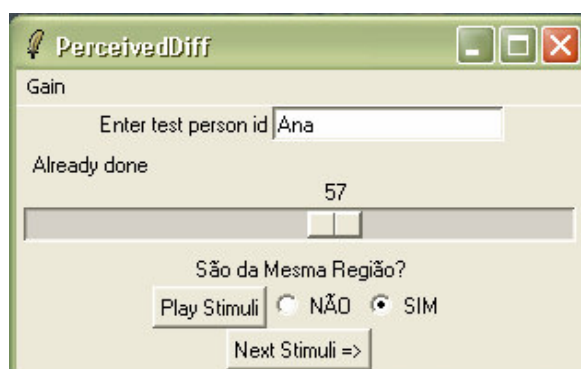 PerceivedDiff
Gain
Enter test person id Ana
Already done
57
São da Mesma Região?
Play Stimuli NÃO SIM
Next Stimuli =>